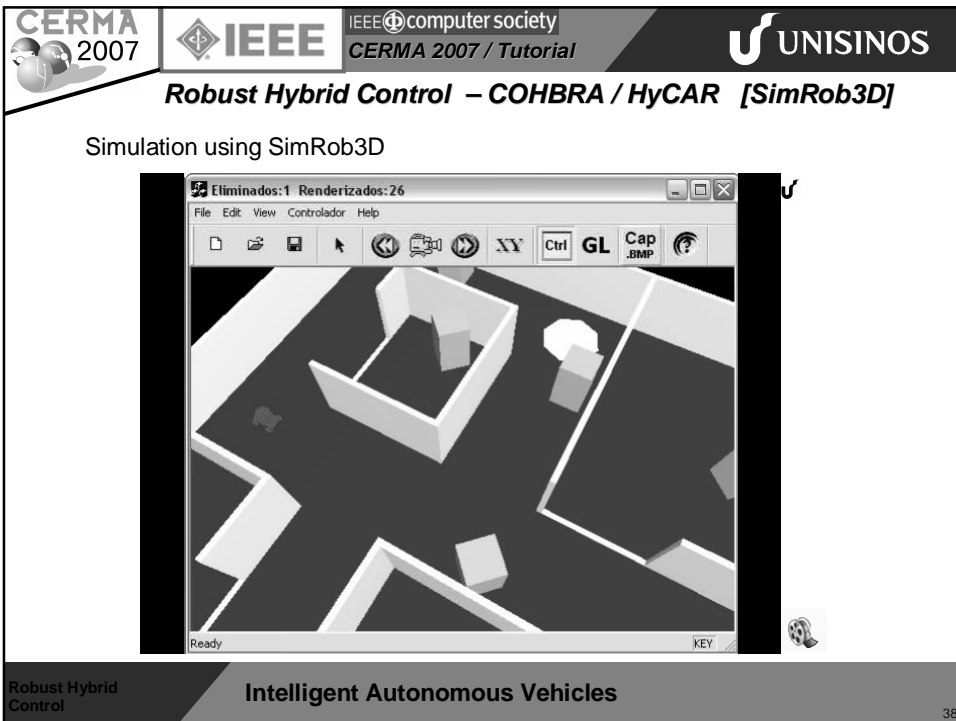 CERMA
2007
IEEE
IEEE computer society
CERMA 2007 / Tutorial
UNISINOS
Robust Hybrid Control – COHBRA / HyCAR [SimRob3D]
Simulation using SimRob3D
Eliminados:1 Renderizados:26
File Edit View Controlador Help
XY Ctrl GL Cap .BMP ?
Ready KEY
Robust Hybrid
Control
Intelligent Autonomous Vehicles
38